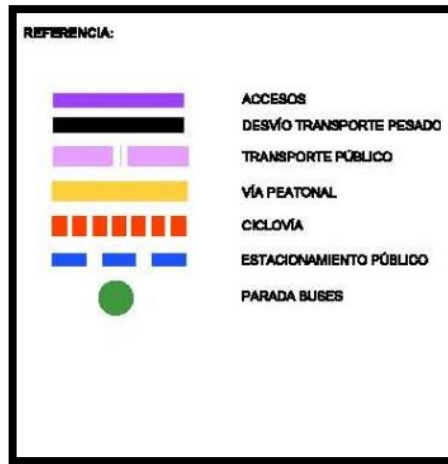 REFERENCIA:
ACCESOS
DESVÍO TRANSPORTE PESADO
TRANSPORTE PÚBLICO
VÍA PEATONAL
CICLOVÍA
ESTACIONAMIENTO PÚBLICO
PARADA BUSES